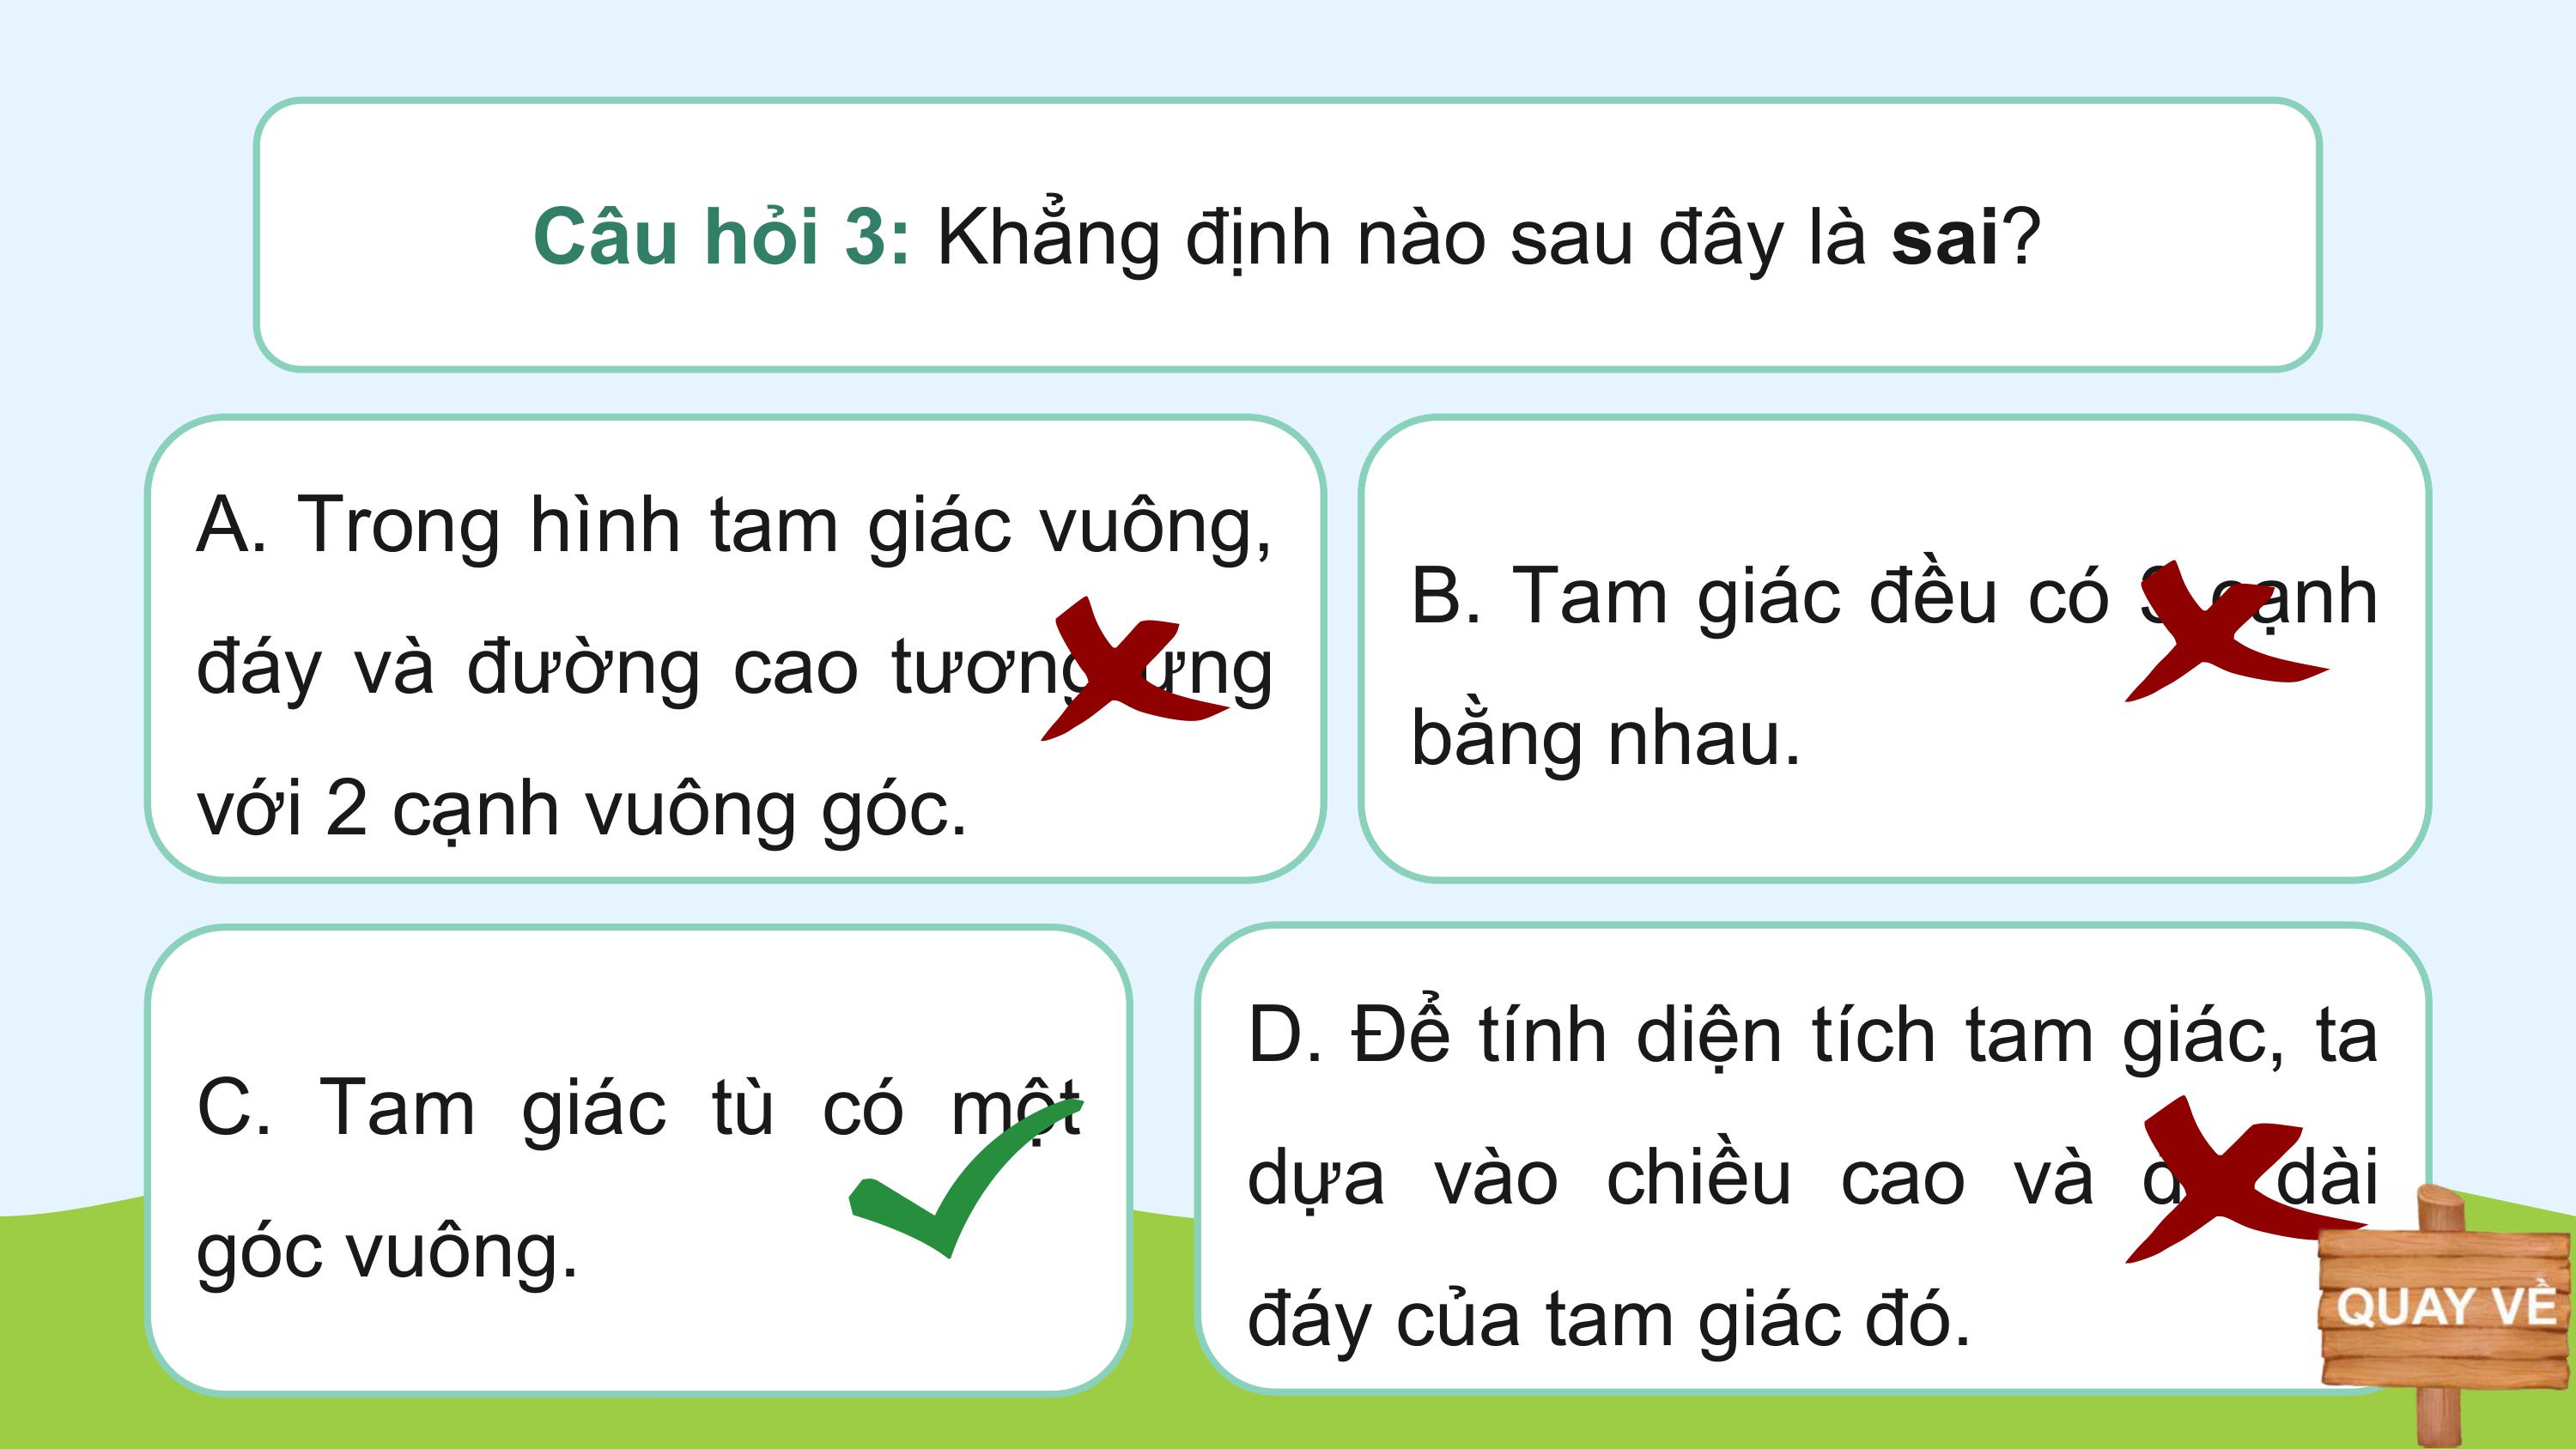 Câu hỏi 3: Khẳng định nào sau đây là sai?
A. Trong hình tam giác vuông,
đáy và đường cao tương ứng
với 2 cạnh vuông góc.
B. Tam giác đều có 3 cạnh
bằng nhau.
C. Tam giác tù có một
góc vuông.
D. Để tính diện tích tam giác, ta
dựa vào chiều cao và dài
đáy của tam giác đó.
QUAY VỀ